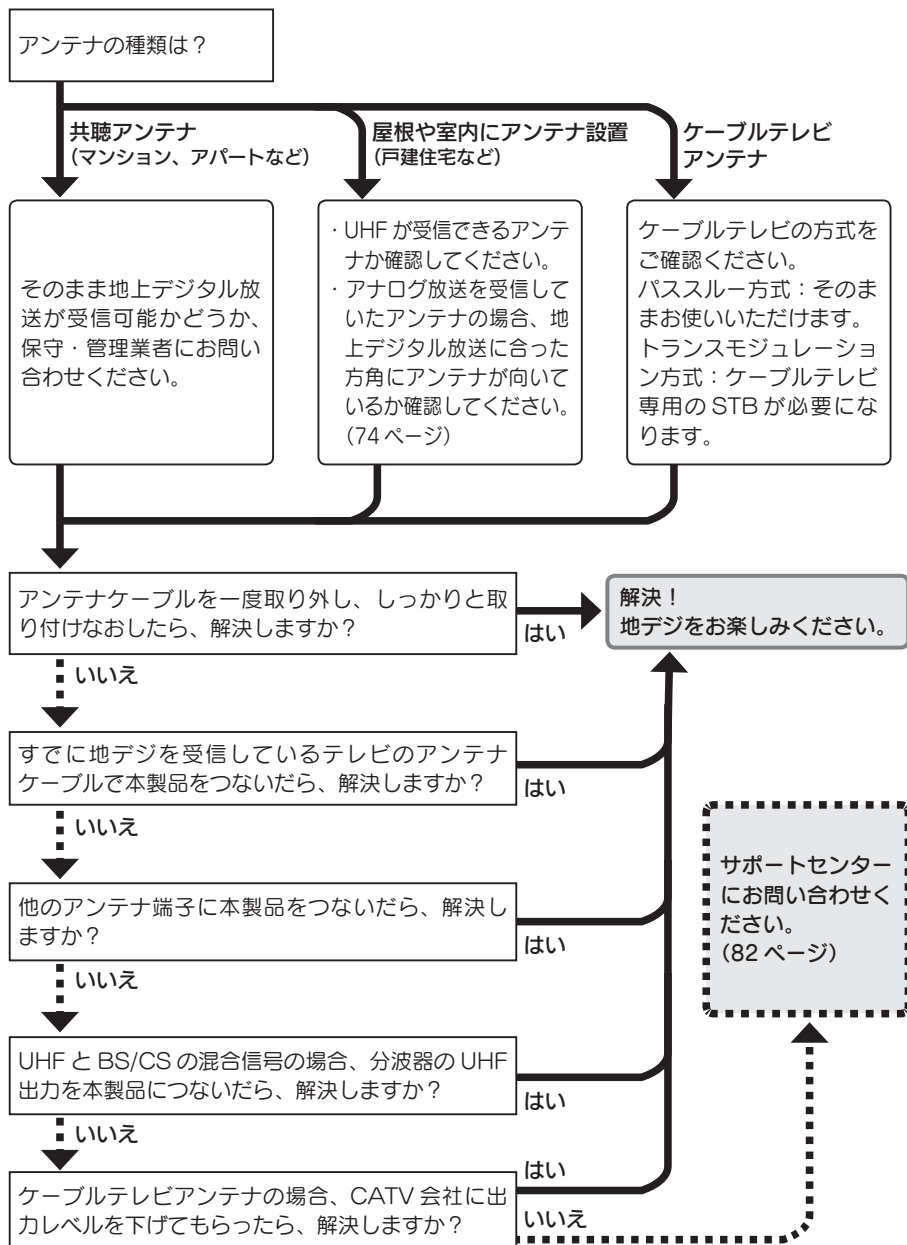 アンテナの種類は？
共聴アンテナ
（マンション、アパートなど）
屋根や室内にアンテナ設置
（戸建住宅など）
ケーブルテレビ
アンテナ
そのまま地上デジタル放
送が受信可能かどうか、
保守・管理業者にお問い
合わせください。
・UHF が受信できるアンテ
ナか確認してください。
・アナログ放送を受信して
いたアンテナの場合、地
上デジタル放送に合った
方角にアンテナが向いて
いるか確認してください。
（74 ページ）
ケーブルテレビの方式を
ご確認ください。
パススルー方式：そのま
まお使いいただけます。
トランスモジュレーショ
ン方式：ケーブルテレビ
専用の STB が必要にな
ります。
アンテナケーブルを一度取り外し、しっかりと取
り付けなおしたら、解決しますか？
はい
解決！
地デジをお楽しみください。
いいえ
すでに地デジを受信しているテレビのアンテナ
ケーブルで本製品をつないだら、解決しますか？
はい
いいえ
他のアンテナ端子に本製品をつないだら、解決し
ますか？
はい
サポートセンター
にお問い合わせく
ださい。
（82 ページ）
いいえ
UHF と BS/CS の混合信号の場合、分波器の UHF
出力を本製品につないだら、解決しますか？
はい
いいえ
ケーブルテレビアンテナの場合、CATV 会社に出
力レベルを下げてもらったら、解決しますか？
はい
いいえ